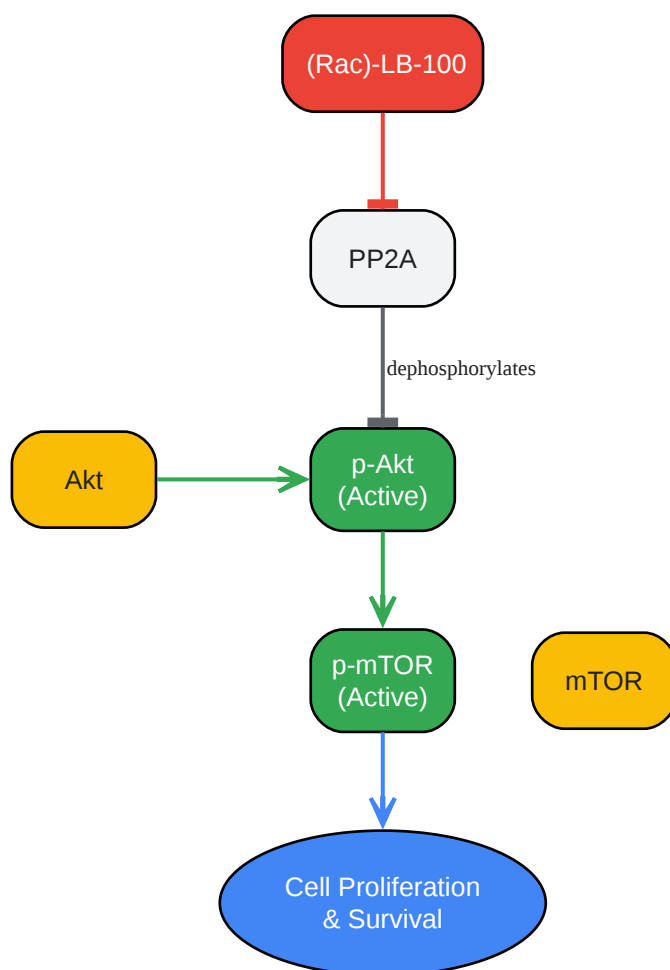 (Rac)-LB-100
PP2A
dephosphorylates
Akt
p-Akt
(Active)
p-mTOR
(Active)
mTOR
Cell Proliferation
& Survival